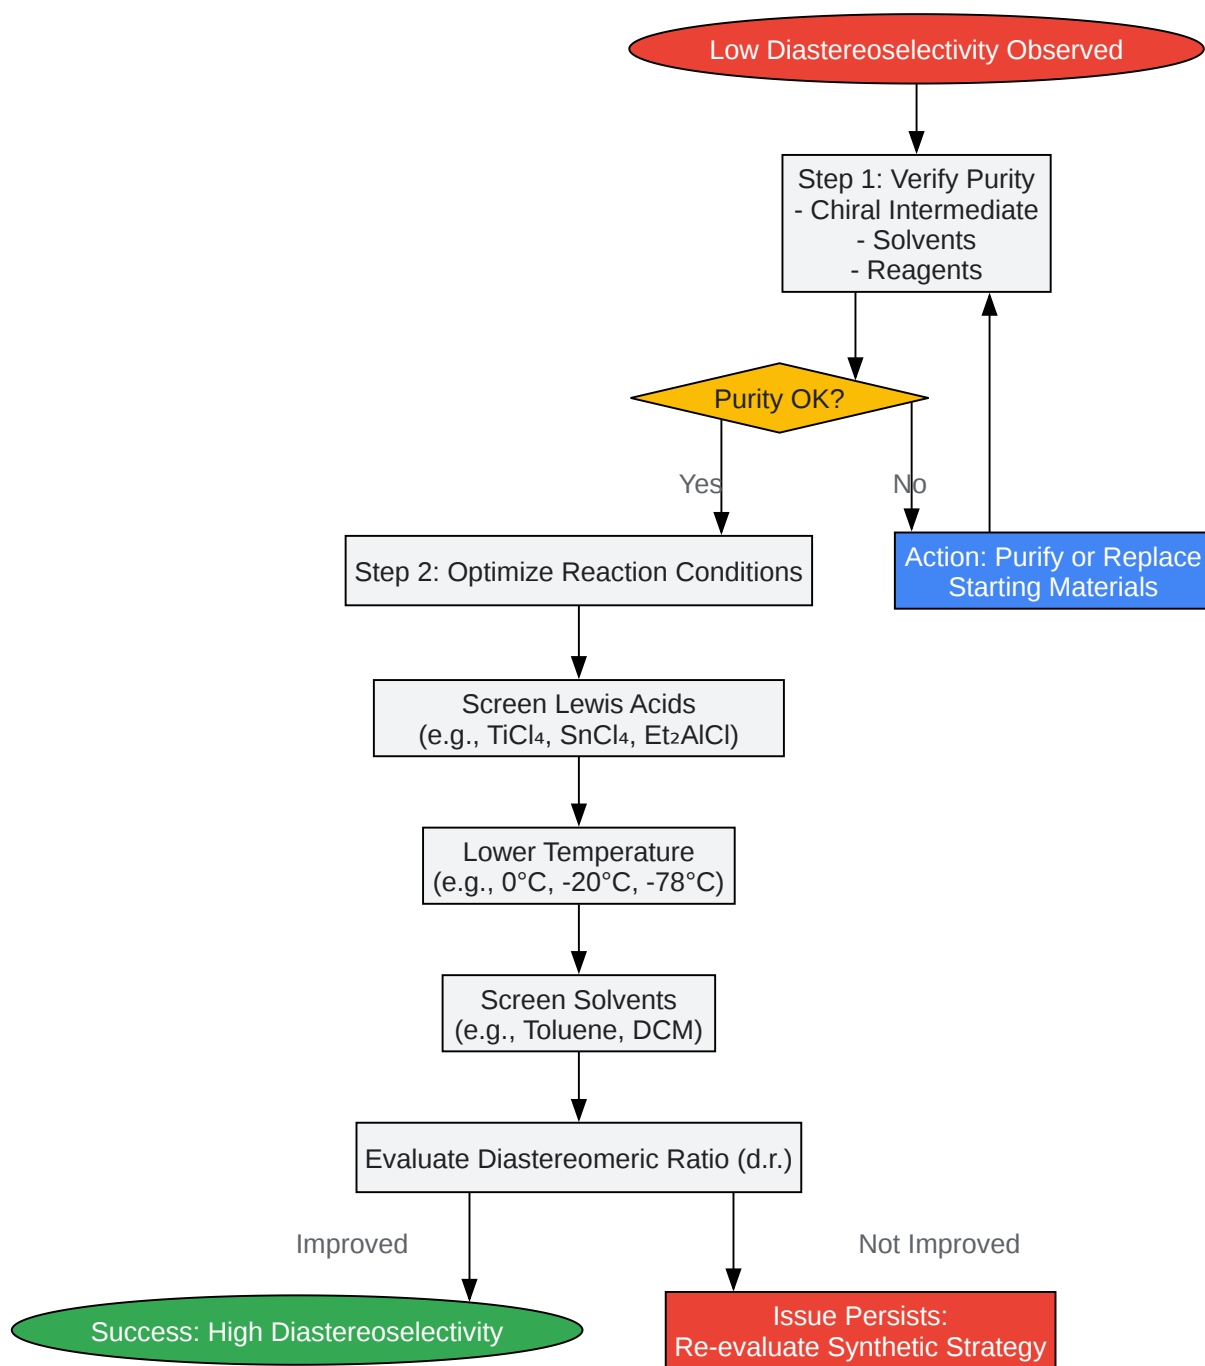 Low Diastereoselectivity Observed
Step 1: Verify Purity
- Chiral Intermediate
- Solvents
- Reagents
Purity OK?
Yes
No
Step 2: Optimize Reaction Conditions
Action: Purify or Replace
Starting Materials
Screen Lewis Acids
(e.g., TiCl₄, SnCl₄, Et₂AlCl)
Lower Temperature
(e.g., 0°C, -20°C, -78°C)
Screen Solvents
(e.g., Toluene, DCM)
Evaluate Diastereomeric Ratio (d.r.)
Improved
Not Improved
Success: High Diastereoselectivity
Issue Persists:
Re-evaluate Synthetic Strategy